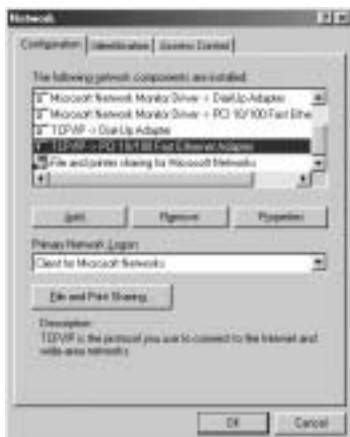 Network
Configuration Identification Access Control
The following network components are installed:
Microsoft Network Monitor Driver -> Dial-Up Adapter
Microsoft Network Monitor Driver -> PCI 10/100 Fast Ethe
TCP/IP -> Dial-Up Adapter
TCP/IP -> PCI 10/100 Fast Ethernet Adapter
File and printer sharing for Microsoft Networks
Add... Remove Properties
Primary Network Logon:
Client for Microsoft Networks
File and Print Sharing...
Description
TCP/IP is the protocol you use to connect to the Internet and
wide-area networks.
OK Cancel